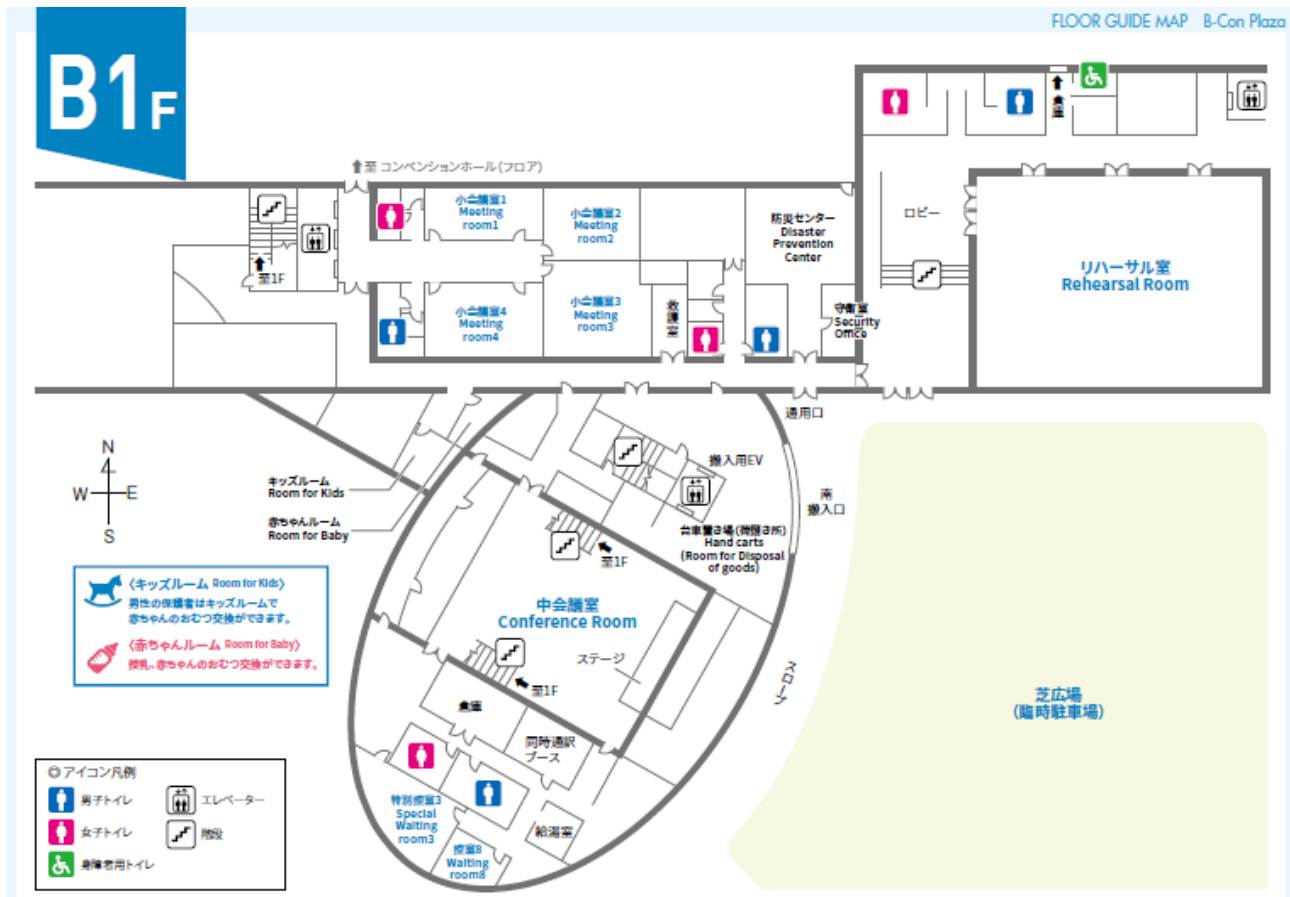 FLOOR GUIDE MAP B-Con Plaza
B1F
至 コンベンションホール(フロア)
小会議室1
Meeting
room1
小会議室2
Meeting
room2
防災センター
Disaster
Prevention
Center
倉庫
ロビー
リハーサル室
Rehearsal Room
至1F
小会議室4
Meeting
room4
小会議室3
Meeting
room3
救護室
守衛室
Security
Office
通用口
N
W
E
S
キッズルーム
Room for Kids
赤ちゃんルーム
Room for Baby
搬入用EV
南
搬入口
台車置き場(荷捌き所)
Hand carts
(Room for Disposal
of goods)
至1F
中会議室
Conference Room
ステージ
スロープ
至1F
倉庫
同時通訳
ブース
特別控室3
Special
Waiting
room3
控室8
Waiting
room8
給湯室
芝広場
(臨時駐車場)
〈キッズルーム Room for Kids〉
男性の保護者はキッズルームで
赤ちゃんのおむつ交換ができます。
〈赤ちゃんルーム Room for Baby〉
授乳、赤ちゃんのおむつ交換ができます。
◎アイコン凡例
男子トイレ
エレベーター
女子トイレ
階段
身障者用トイレ